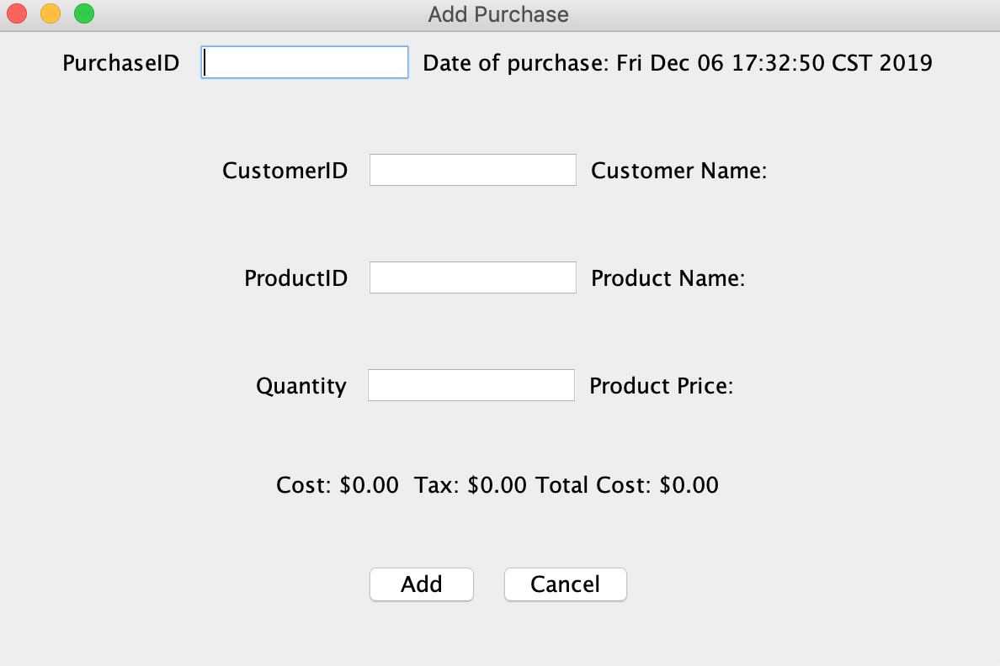 Add Purchase
PurchaseID Date of purchase: Fri Dec 06 17:32:50 CST 2019
CustomerID Customer Name:
ProductID Product Name:
Quantity Product Price:
Cost: $0.00 Tax: $0.00 Total Cost: $0.00
Add Cancel